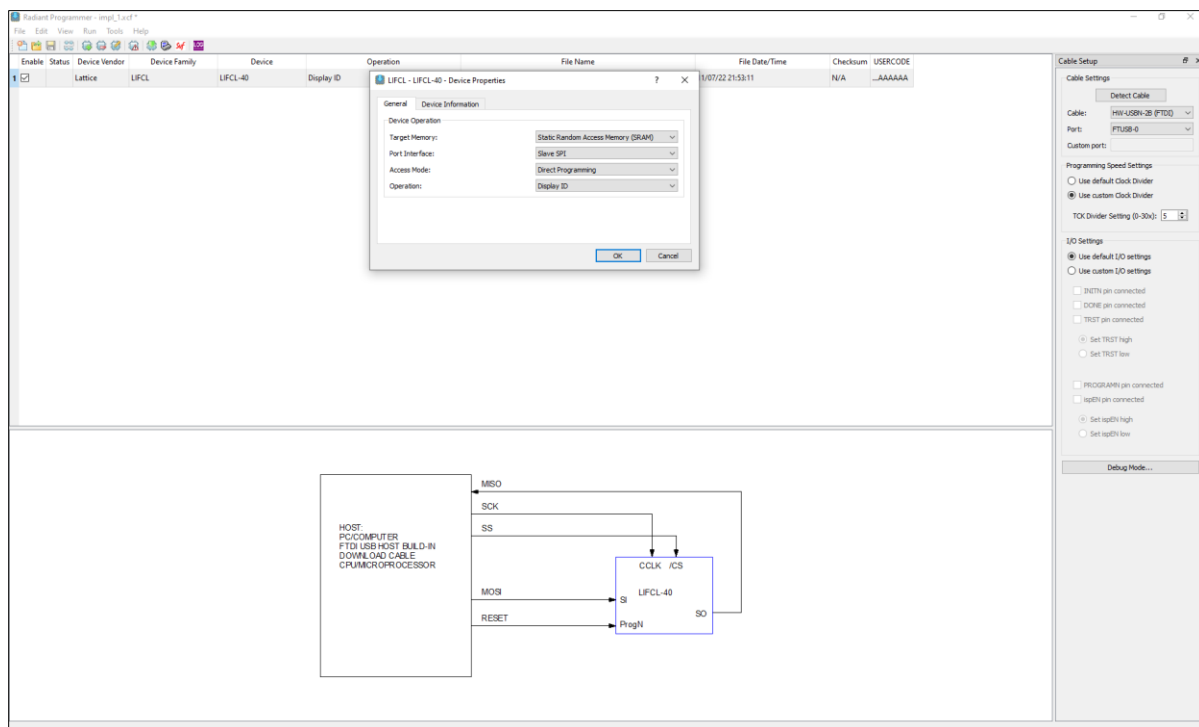 Radiant Programmer - impl_1.xcf *
File Edit View Run Tools Help
Enable Status Device Vendor Device Family Device Operation File Name File Date/Time Checksum USERCODE
1 Lattice LIFCL LIFCL-40 Display ID 1/07/22 21:53:11 N/A ...AAAAAA
LIFCL - LIFCL-40 - Device Properties ?
General Device Information
Device Operation
Target Memory: Static Random Access Memory (SRAM)
Port Interface: Slave SPI
Access Mode: Direct Programming
Operation: Display ID
OK Cancel
Cable Setup
Cable Settings
Detect Cable
Cable: HW-USBN-2B (FTDI)
Port: FTUSB-0
Custom port:
Programming Speed Settings
Use default Clock Divider
Use custom Clock Divider
TCK Divider Setting (0-30x): 5
I/O Settings
Use default I/O settings
Use custom I/O settings
INITN pin connected
DONE pin connected
TRST pin connected
Set TRST high
Set TRST low
PROGRAMN pin connected
ispEN pin connected
Set ispEN high
Set ispEN low
Debug Mode...
MISO
SCK
SS
HOST:
PC/COMPUTER
FTDI USB HOST BUILD-IN
DOWNLOAD CABLE
CPU/MICROPROCESSOR
CCLK /CS
LIFCL-40
MOSI
SI
SO
RESET
ProgN